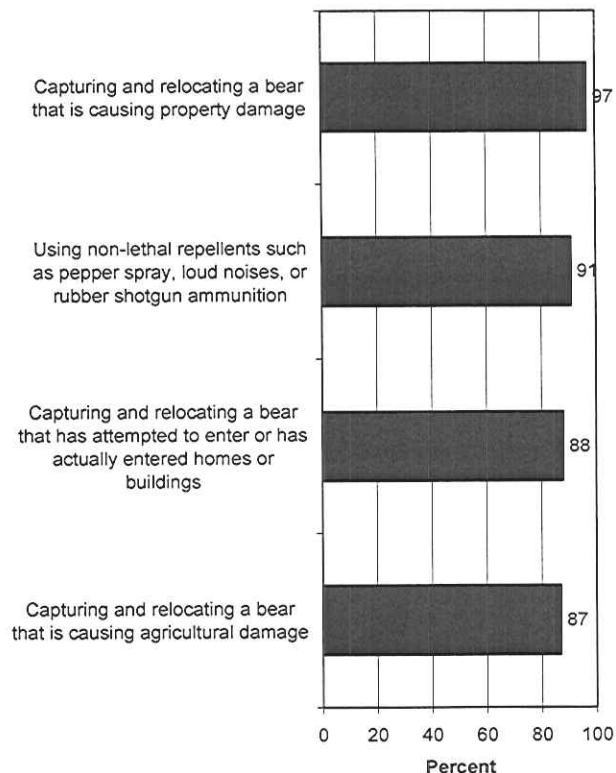 Capturing and relocating a bear
that is causing property damage
97
Using non-lethal repellents such
as pepper spray, loud noises, or
rubber shotgun ammunition
91
Capturing and relocating a bear
that has attempted to enter or has
actually entered homes or
buildings
88
Capturing and relocating a bear
that is causing agricultural damage
87
0 20 40 60 80 100
Percent